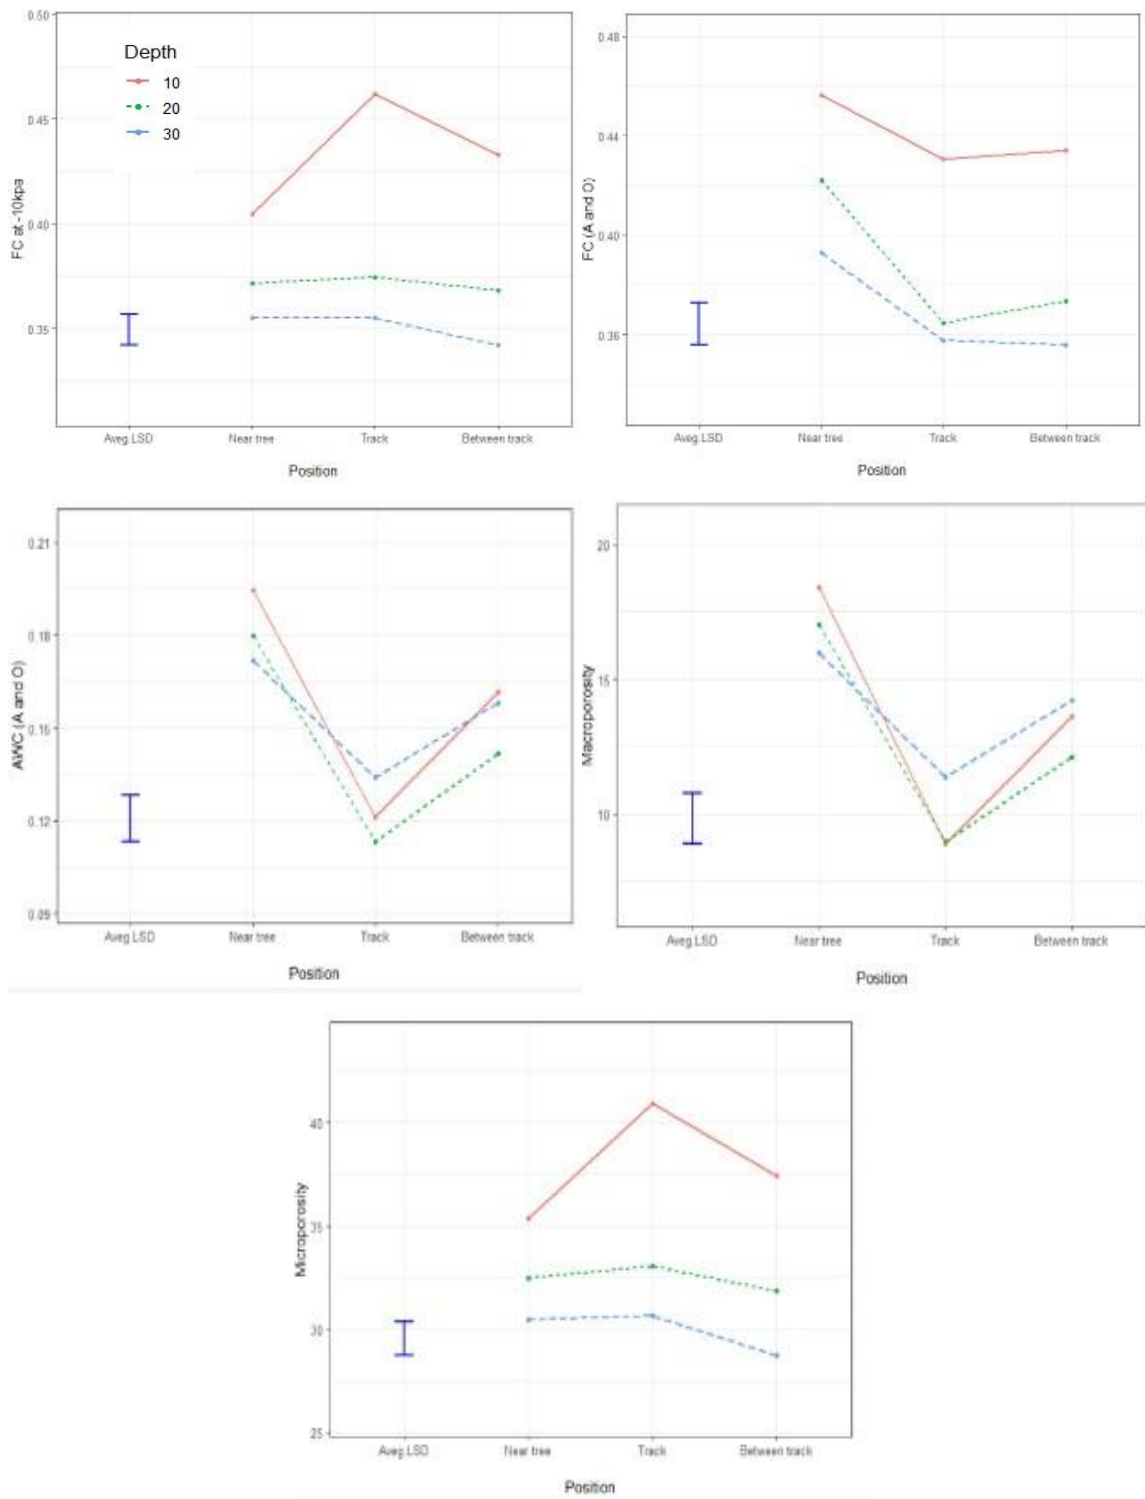 FC at -10kpa
0.50
0.45
0.40
0.35
Depth
10
20
30
Aveg.LSD Near tree Track Between track
Position
FC (A and O)
0.48
0.44
0.40
0.36
Aveg.LSD Near tree Track Between track
Position
AWC (A and O)
0.21
0.18
0.15
0.12
0.09
Aveg.LSD Near tree Track Between track
Position
Macroporosity
20
15
10
Aveg.LSD Near tree Track Between track
Position
Microporosity
40
35
30
25
Aveg.LSD Near tree Track Between track
Position